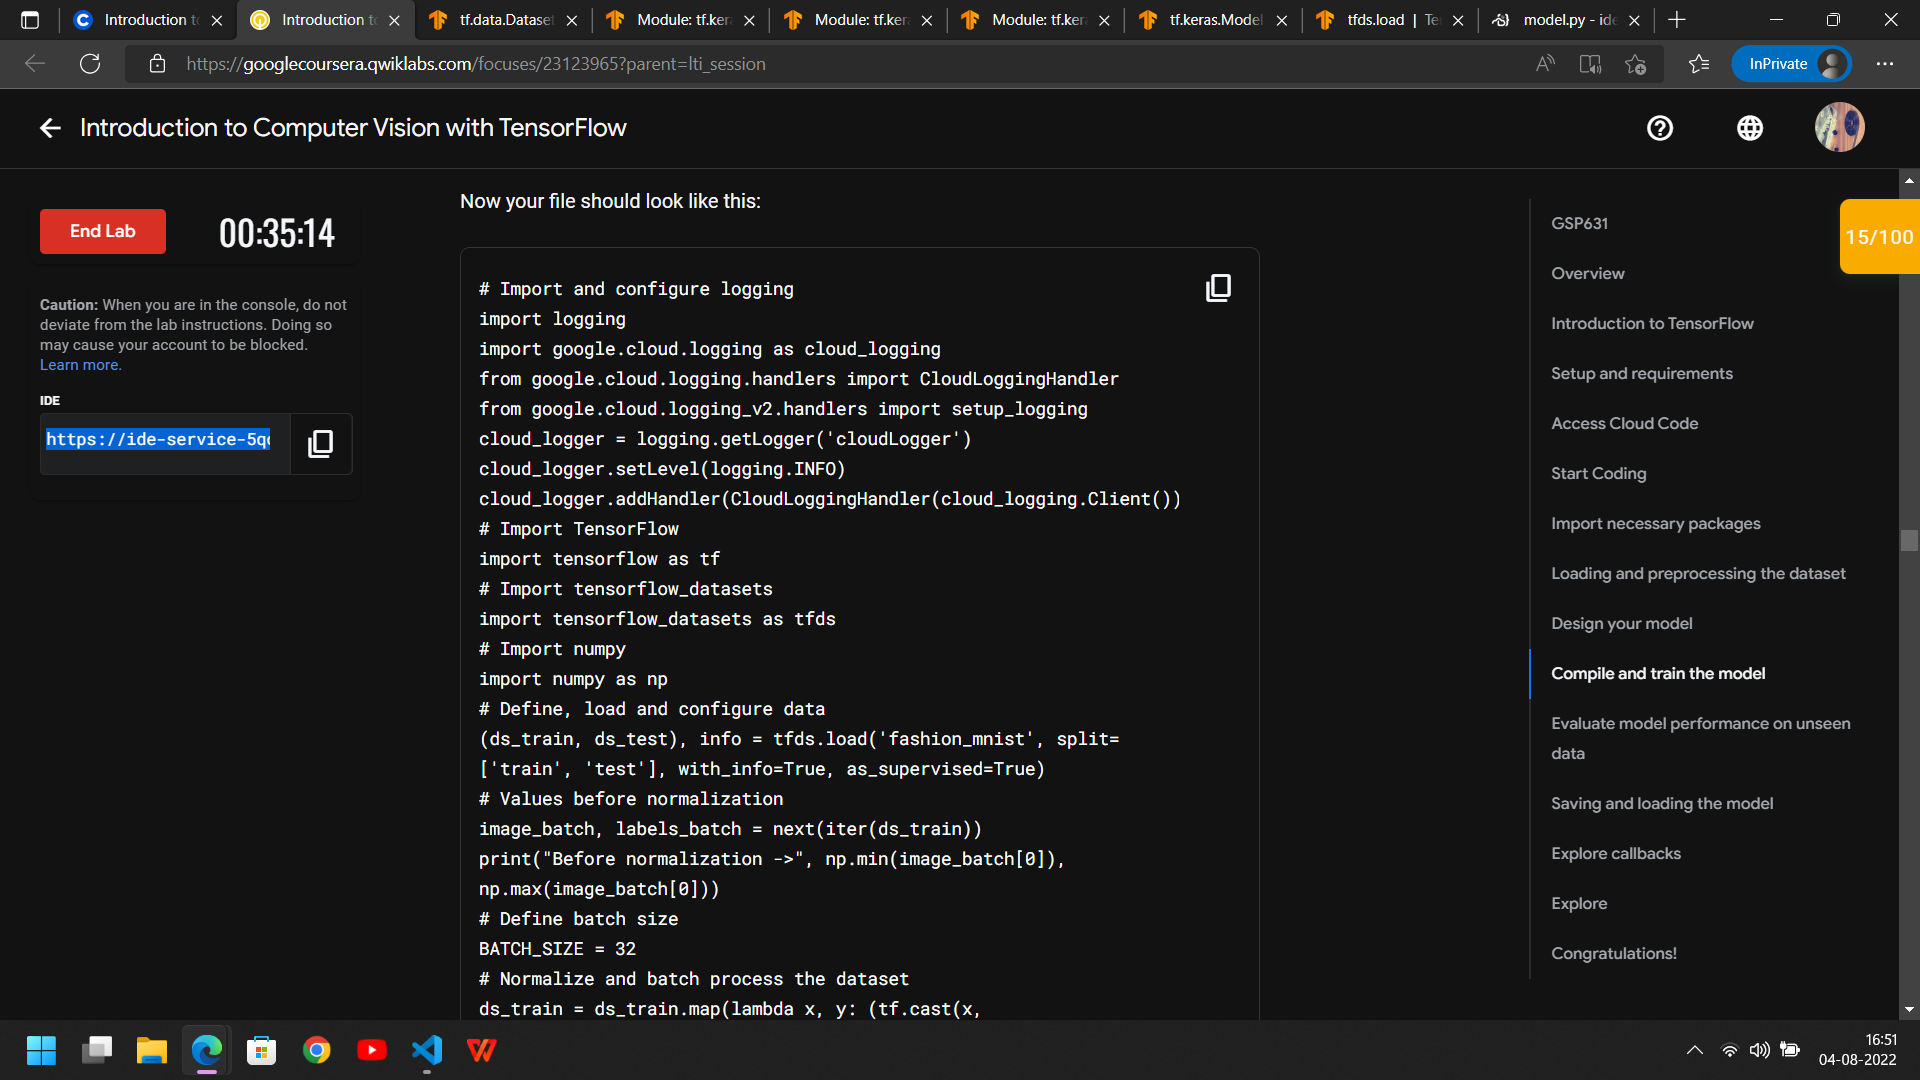 Introduction to
Introduction to
tf.data.Dataset
Module: tf.ker
Module: tf.ker
Module: tf.ker
tf.keras.Model
tfds.load | Te
model.py - ide
https://googlecoursera.qwiklabs.com/focuses/23123965?parent=lti_session
InPrivate
Introduction to Computer Vision with TensorFlow
End Lab
00:35:14
Caution: When you are in the console, do not
deviate from the lab instructions. Doing so
may cause your account to be blocked.
Learn more.
IDE
https://ide-service-5q
Now your file should look like this:
# Import and configure logging
import logging
import google.cloud.logging as cloud_logging
from google.cloud.logging.handlers import CloudLoggingHandler
from google.cloud.logging_v2.handlers import setup_logging
cloud_logger = logging.getLogger('cloudLogger')
cloud_logger.setLevel(logging.INFO)
cloud_logger.addHandler(CloudLoggingHandler(cloud_logging.Client())
# Import TensorFlow
import tensorflow as tf
# Import tensorflow_datasets
import tensorflow_datasets as tfds
# Import numpy
import numpy as np
# Define, load and configure data
(ds_train, ds_test), info = tfds.load('fashion_mnist', split=
['train', 'test'], with_info=True, as_supervised=True)
# Values before normalization
image_batch, labels_batch = next(iter(ds_train))
print("Before normalization ->", np.min(image_batch[0]),
np.max(image_batch[0]))
# Define batch size
BATCH_SIZE = 32
# Normalize and batch process the dataset
ds_train = ds_train.map(lambda x, y: (tf.cast(x,
GSP631
Overview
Introduction to TensorFlow
Setup and requirements
Access Cloud Code
Start Coding
Import necessary packages
Loading and preprocessing the dataset
Design your model
Compile and train the model
Evaluate model performance on unseen
data
Saving and loading the model
Explore callbacks
Explore
Congratulations!
15/100
16:51
04-08-2022